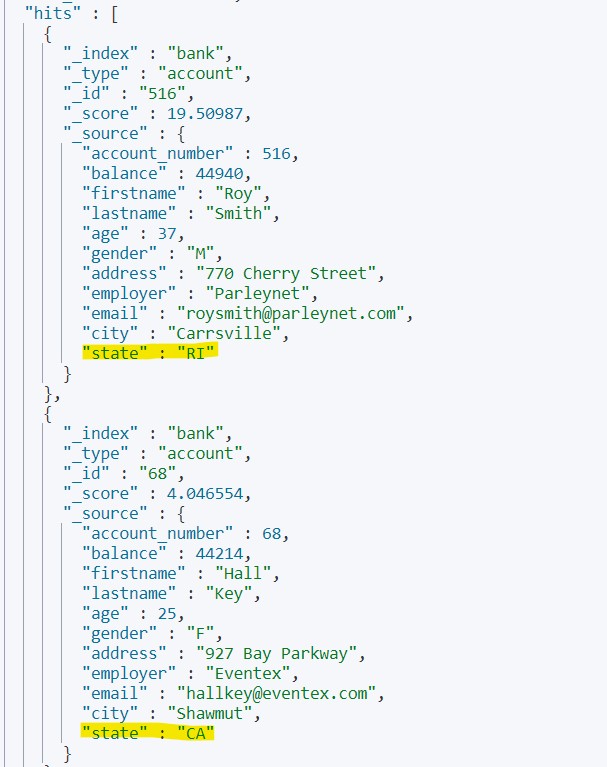 "hits" : [
{
"_index" : "bank",
"_type" : "account",
"_id" : "516",
"_score" : 19.50987,
"_source" : {
"account_number" : 516,
"balance" : 44940,
"firstname" : "Roy",
"lastname" : "Smith",
"age" : 37,
"gender" : "M",
"address" : "770 Cherry Street",
"employer" : "Parleynet",
"email" : "roysmith@parleynet.com",
"city" : "Carrsville",
"state" : "RI"
}
},
{
"_index" : "bank",
"_type" : "account",
"_id" : "68",
"_score" : 4.046554,
"_source" : {
"account_number" : 68,
"balance" : 44214,
"firstname" : "Hall",
"lastname" : "Key",
"age" : 25,
"gender" : "F",
"address" : "927 Bay Parkway",
"employer" : "Eventex",
"email" : "hallkey@eventex.com",
"city" : "Shawmut",
"state" : "CA"
}